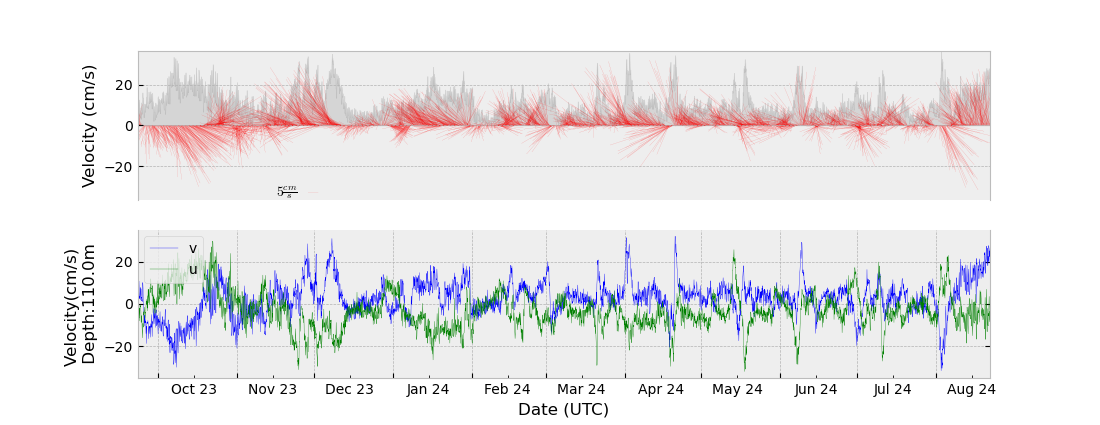 Velocity (cm/s)
20
0
−20
5 cm/s
Velocity(cm/s)
Depth:110.0m
20
0
−20
v
u
Oct 23 Nov 23 Dec 23 Jan 24 Feb 24 Mar 24 Apr 24 May 24 Jun 24 Jul 24 Aug 24
Date (UTC)